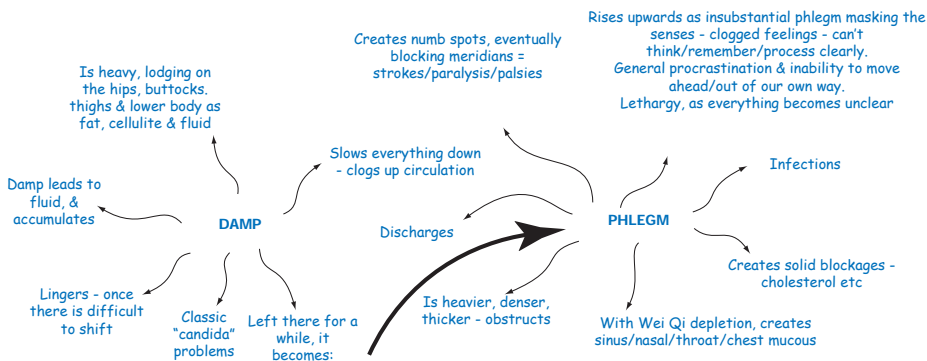 Rises upwards as insubstantial phlegm masking the
senses - clogged feelings - can't
think/remember/process clearly.
General procrastination & inability to move
ahead/out of our own way.
Lethargy, as everything becomes unclear
Creates numb spots, eventually
blocking meridians =
strokes/paralysis/palsies
Is heavy, lodging on
the hips, buttocks.
thighs & lower body as
fat, cellulite & fluid
Slows everything down
- clogs up circulation
Infections
Damp leads to
fluid, &
accumulates
DAMP
PHLEGM
Discharges
Creates solid blockages -
cholesterol etc
Lingers - once
there is difficult
to shift
Classic
"candida"
problems
Left there for a
while, it
becomes:
Is heavier, denser,
thicker - obstructs
With Wei Qi depletion, creates
sinus/nasal/throat/chest mucous